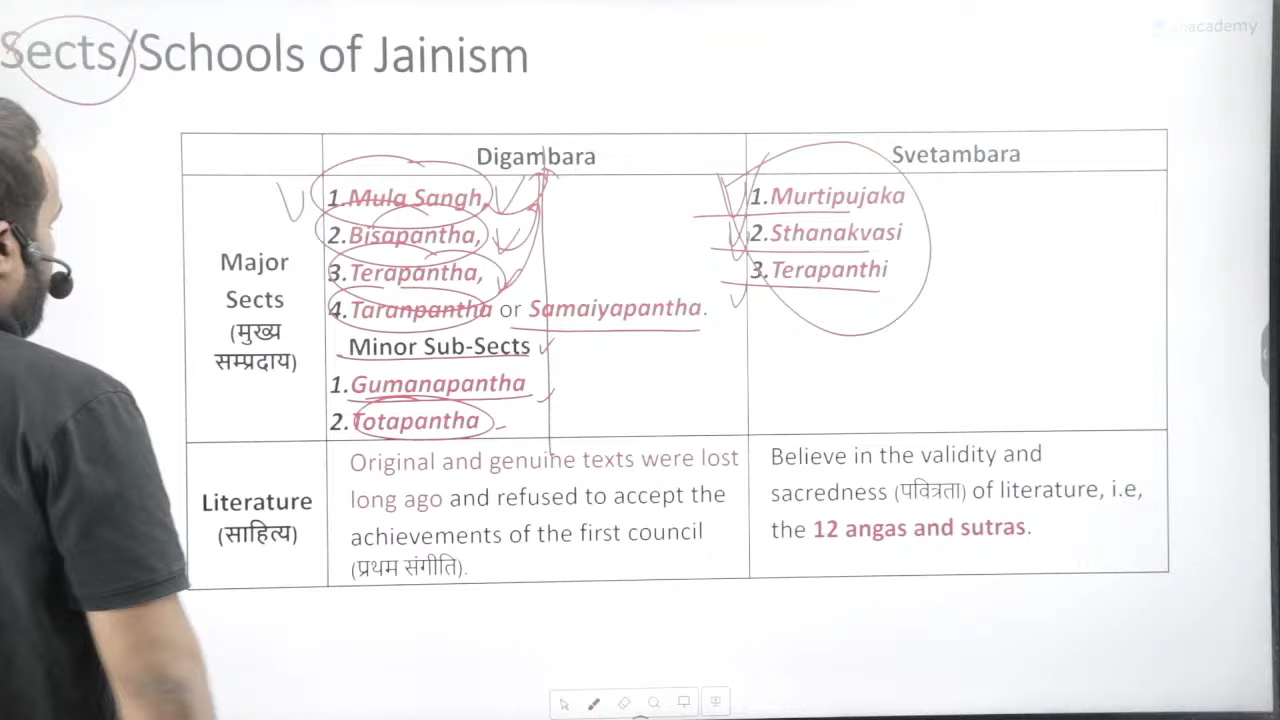 Sects/Schools of Jainism
unacademy
Digambara
Svetambara
Major
Sects
(मुख्य
सम्प्रदाय)
1.Mula Sangh,
2.Bisapantha,
3.Terapantha,
4.Taranpantha or Samaiyapantha.
Minor Sub-Sects
1.Gumanapantha
2.Totapantha
1.Murtipujaka
2.Sthanakvasi
3.Terapanthi
Literature
(साहित्य)
Original and genuine texts were lost
long ago and refused to accept the
achievements of the first council
(प्रथम संगीति).
Believe in the validity and
sacredness (पवित्रता) of literature, i.e,
the 12 angas and sutras.